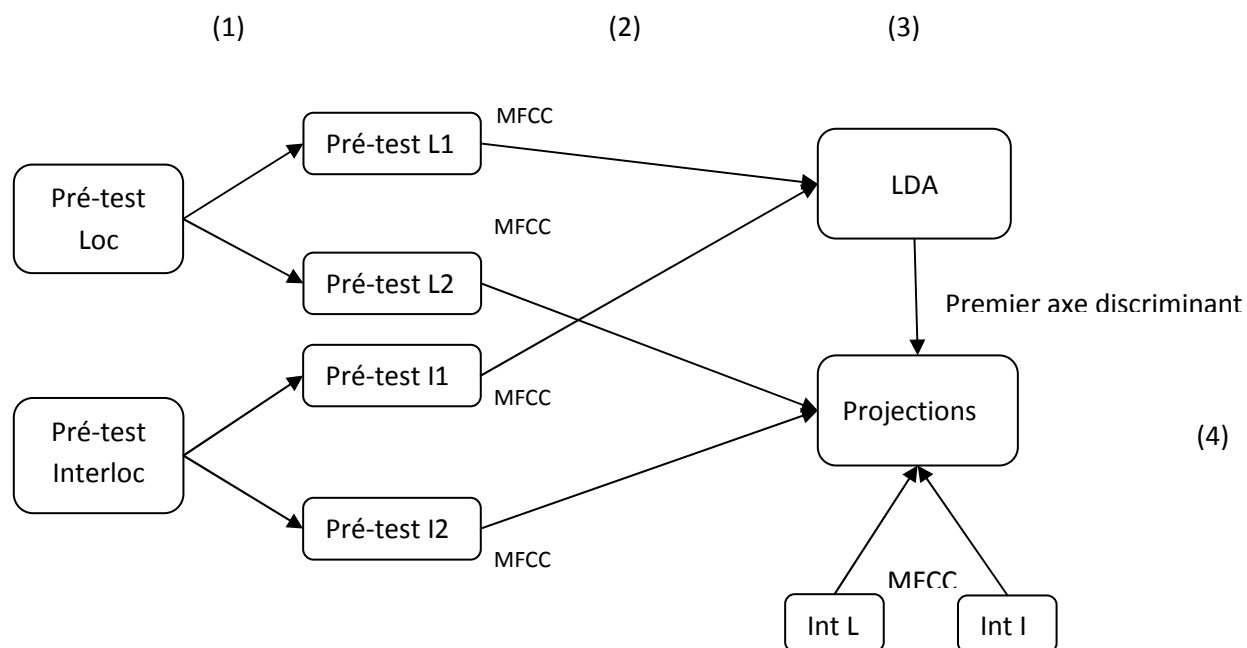 (1)
(2)
(3)
MFCC
Pré-test L1
LDA
Pré-test
Loc
MFCC
Pré-test L2
Premier axe discriminant
Pré-test I1
MFCC
Projections
Pré-test
Interloc
(4)
Pré-test I2
MFCC
MFCC
Int L
Int I